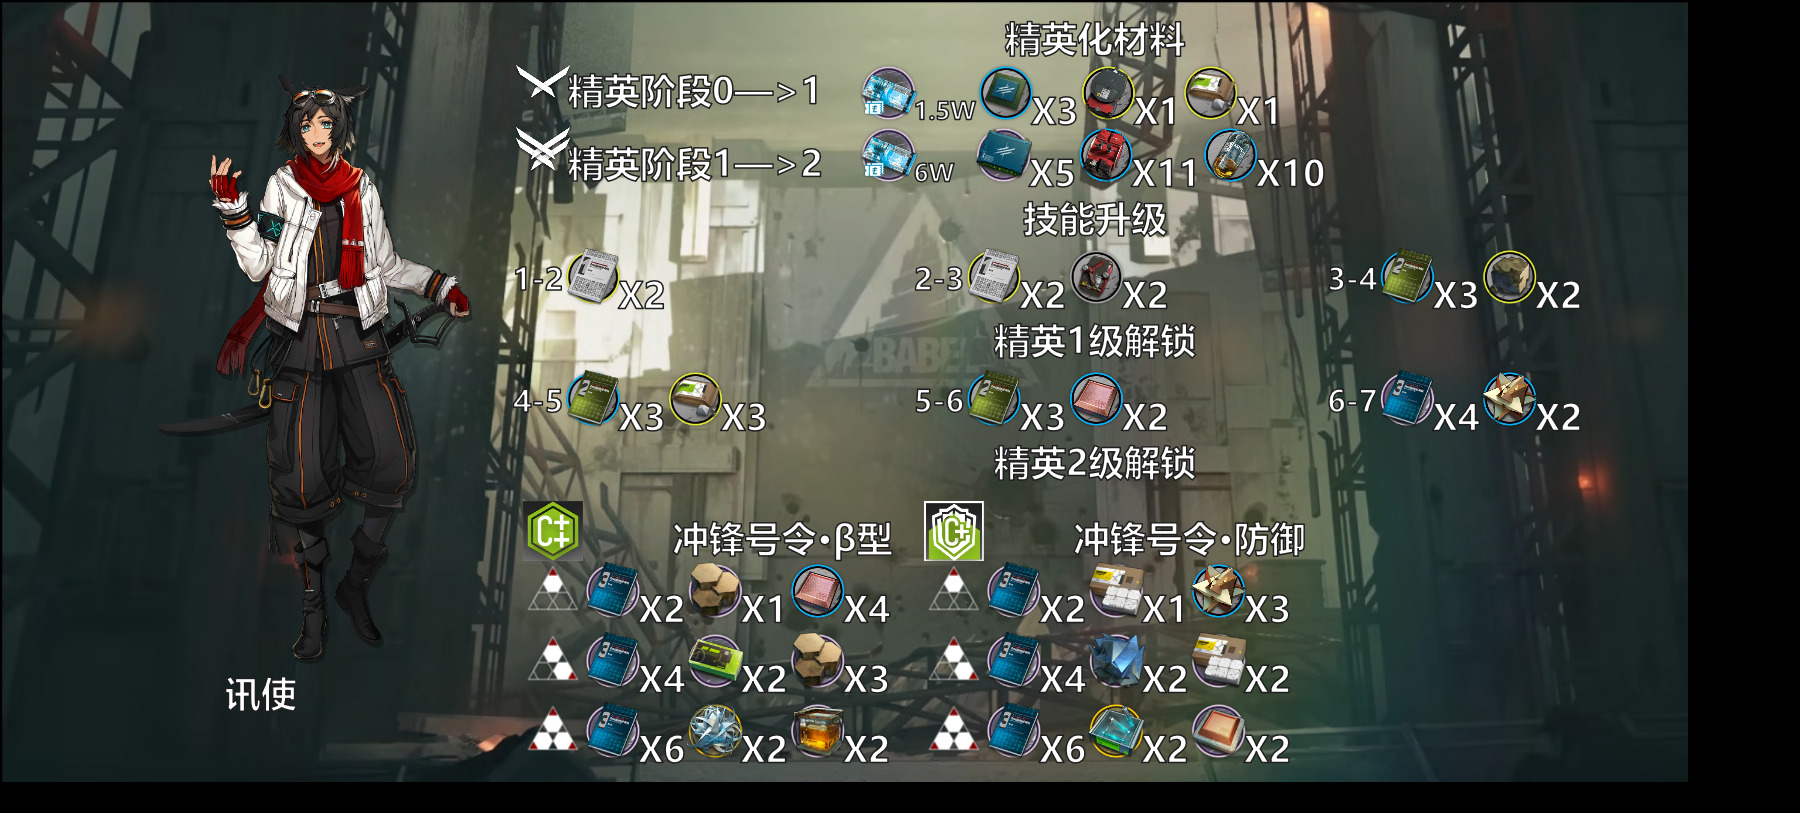 精英化材料
精英阶段0—>1 1.5W X3 X1 X1
精英阶段1—>2 6W X5 X11 X10
技能升级
1-2 X2 2-3 X2 X2 3-4 X3 X2
精英1级解锁
BABEL
4-5 X3 X3 5-6 X3 X2 6-7 X4 X2
精英2级解锁
C+ 冲锋号令·β型 C+ 冲锋号令·防御
X2 X1 X4 X2 X1 X3
X4 X2 X3 X4 X2 X2
讯使
X6 X2 X2 X6 X2 X2